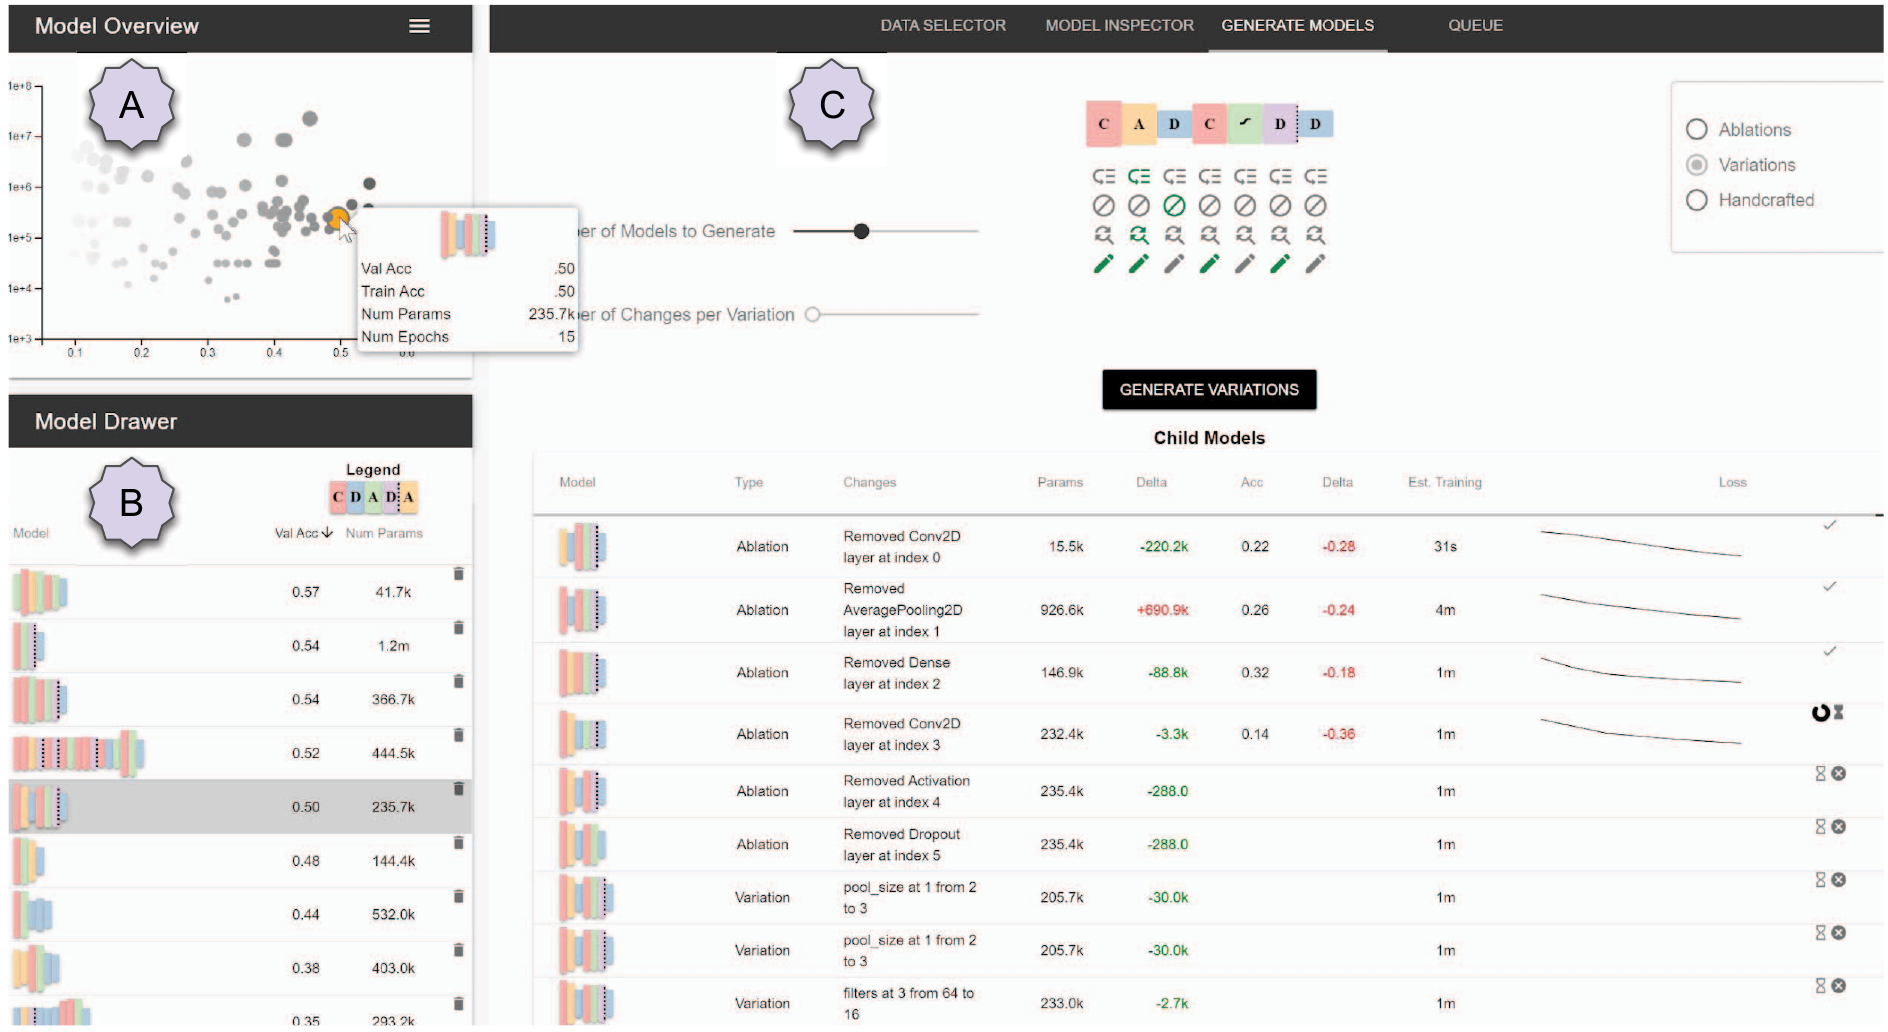 Model Overview
A
1e+8
1e+7
1e+6
1e+5
1e+4
1e+3
0.1 0.2 0.3 0.4 0.5 0.6
Val Acc .50
Train Acc .50
Num Params 235.7k
Num Epochs 15
Model Drawer
B
Legend
C D A D A
Model Val Acc Num Params
0.57 41.7k
0.54 1.2m
0.54 366.7k
0.52 444.5k
0.50 235.7k
0.48 144.4k
0.44 532.0k
0.38 403.0k
0.35 293.2k
DATA SELECTOR MODEL INSPECTOR GENERATE MODELS QUEUE
C
C A D C D D
of Models to Generate
of Changes per Variation
Ablations
Variations
Handcrafted
GENERATE VARIATIONS
Child Models
Model Type Changes Params Delta Acc Delta Est. Training Loss
Ablation Removed Conv2D layer at index 0 15.5k -220.2k 0.22 -0.28 31s
Ablation Removed AveragePooling2D layer at index 1 926.6k +690.9k 0.26 -0.24 4m
Ablation Removed Dense layer at index 2 146.9k -88.8k 0.32 -0.18 1m
Ablation Removed Conv2D layer at index 3 232.4k -3.3k 0.14 -0.36 1m
Ablation Removed Activation layer at index 4 235.4k -288.0 1m
Ablation Removed Dropout layer at index 5 235.4k -288.0 1m
Variation pool_size at 1 from 2 to 3 205.7k -30.0k 1m
Variation pool_size at 1 from 2 to 3 205.7k -30.0k 1m
Variation filters at 3 from 64 to 16 233.0k -2.7k 1m